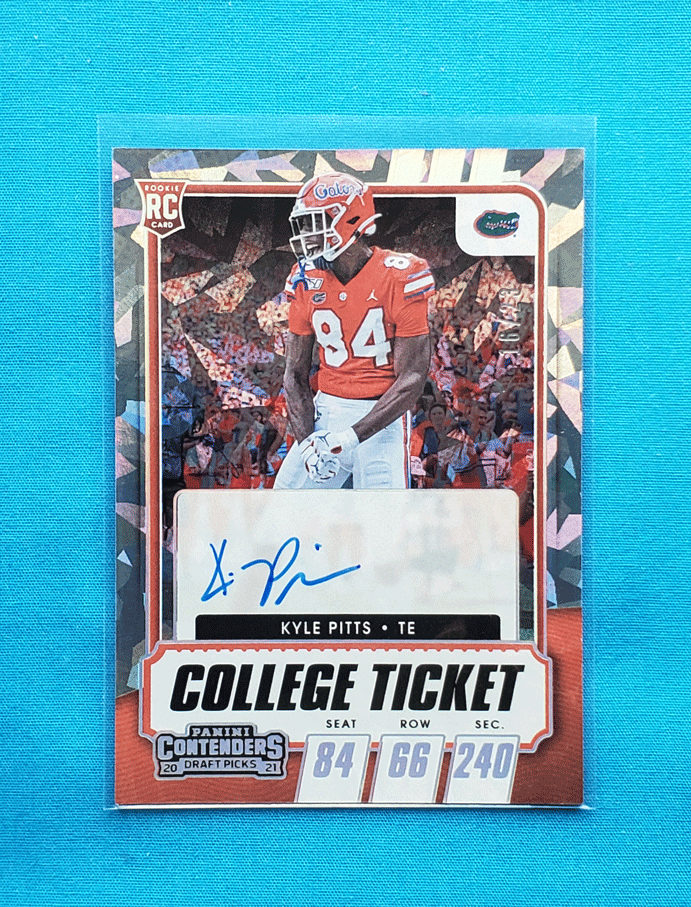 ROOKIE
RC
CARD
Gators
84
KYLE PITTS • TE
COLLEGE TICKET
SEAT ROW SEC.
84 66 240
PANINI
CONTENDERS
20 DRAFT PICKS 21